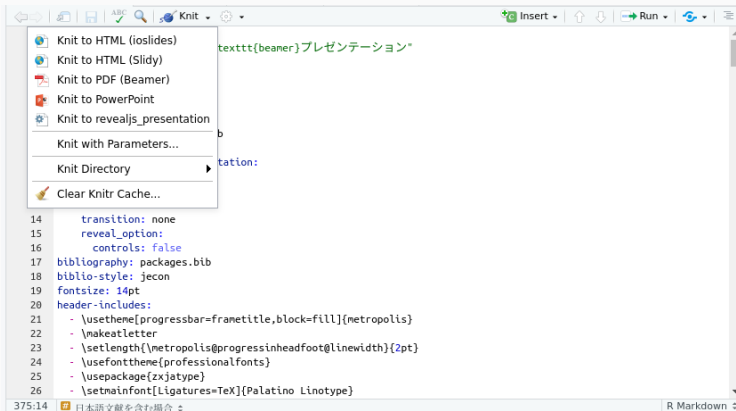 ABC
Knit
Insert
Run
Knit to HTML (ioslides)
texttt{beamer}プレゼンテーション"
Knit to HTML (Slidy)
Knit to PDF (Beamer)
Knit to PowerPoint
Knit to revealjs_presentation
b
Knit with Parameters...
Knit Directory
tation:
Clear Knitr Cache...
14 transition: none
15 reveal_option:
16 controls: false
17 bibliography: packages.bib
18 biblio-style: jecon
19 fontsize: 14pt
20 header-includes:
21 - \usetheme[progressbar=frametitle,block=fill]{metropolis}
22 - \makeatletter
23 - \setlength{\metropolis@progressinheadfoot@linewidth}{2pt}
24 - \usefonttheme{professionalfonts}
25 - \usepackage{zxjatype}
26 - \setmainfont[Ligatures=TeX]{Palatino Linotype}
375:14 # 日本語文献を含む場合 R Markdown